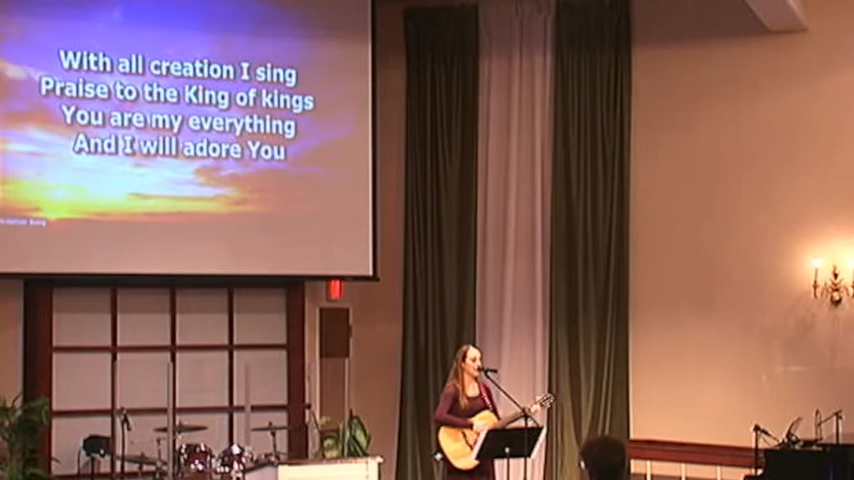 With all creation I sing
Praise to the King of kings
You are my everything
And I will adore You